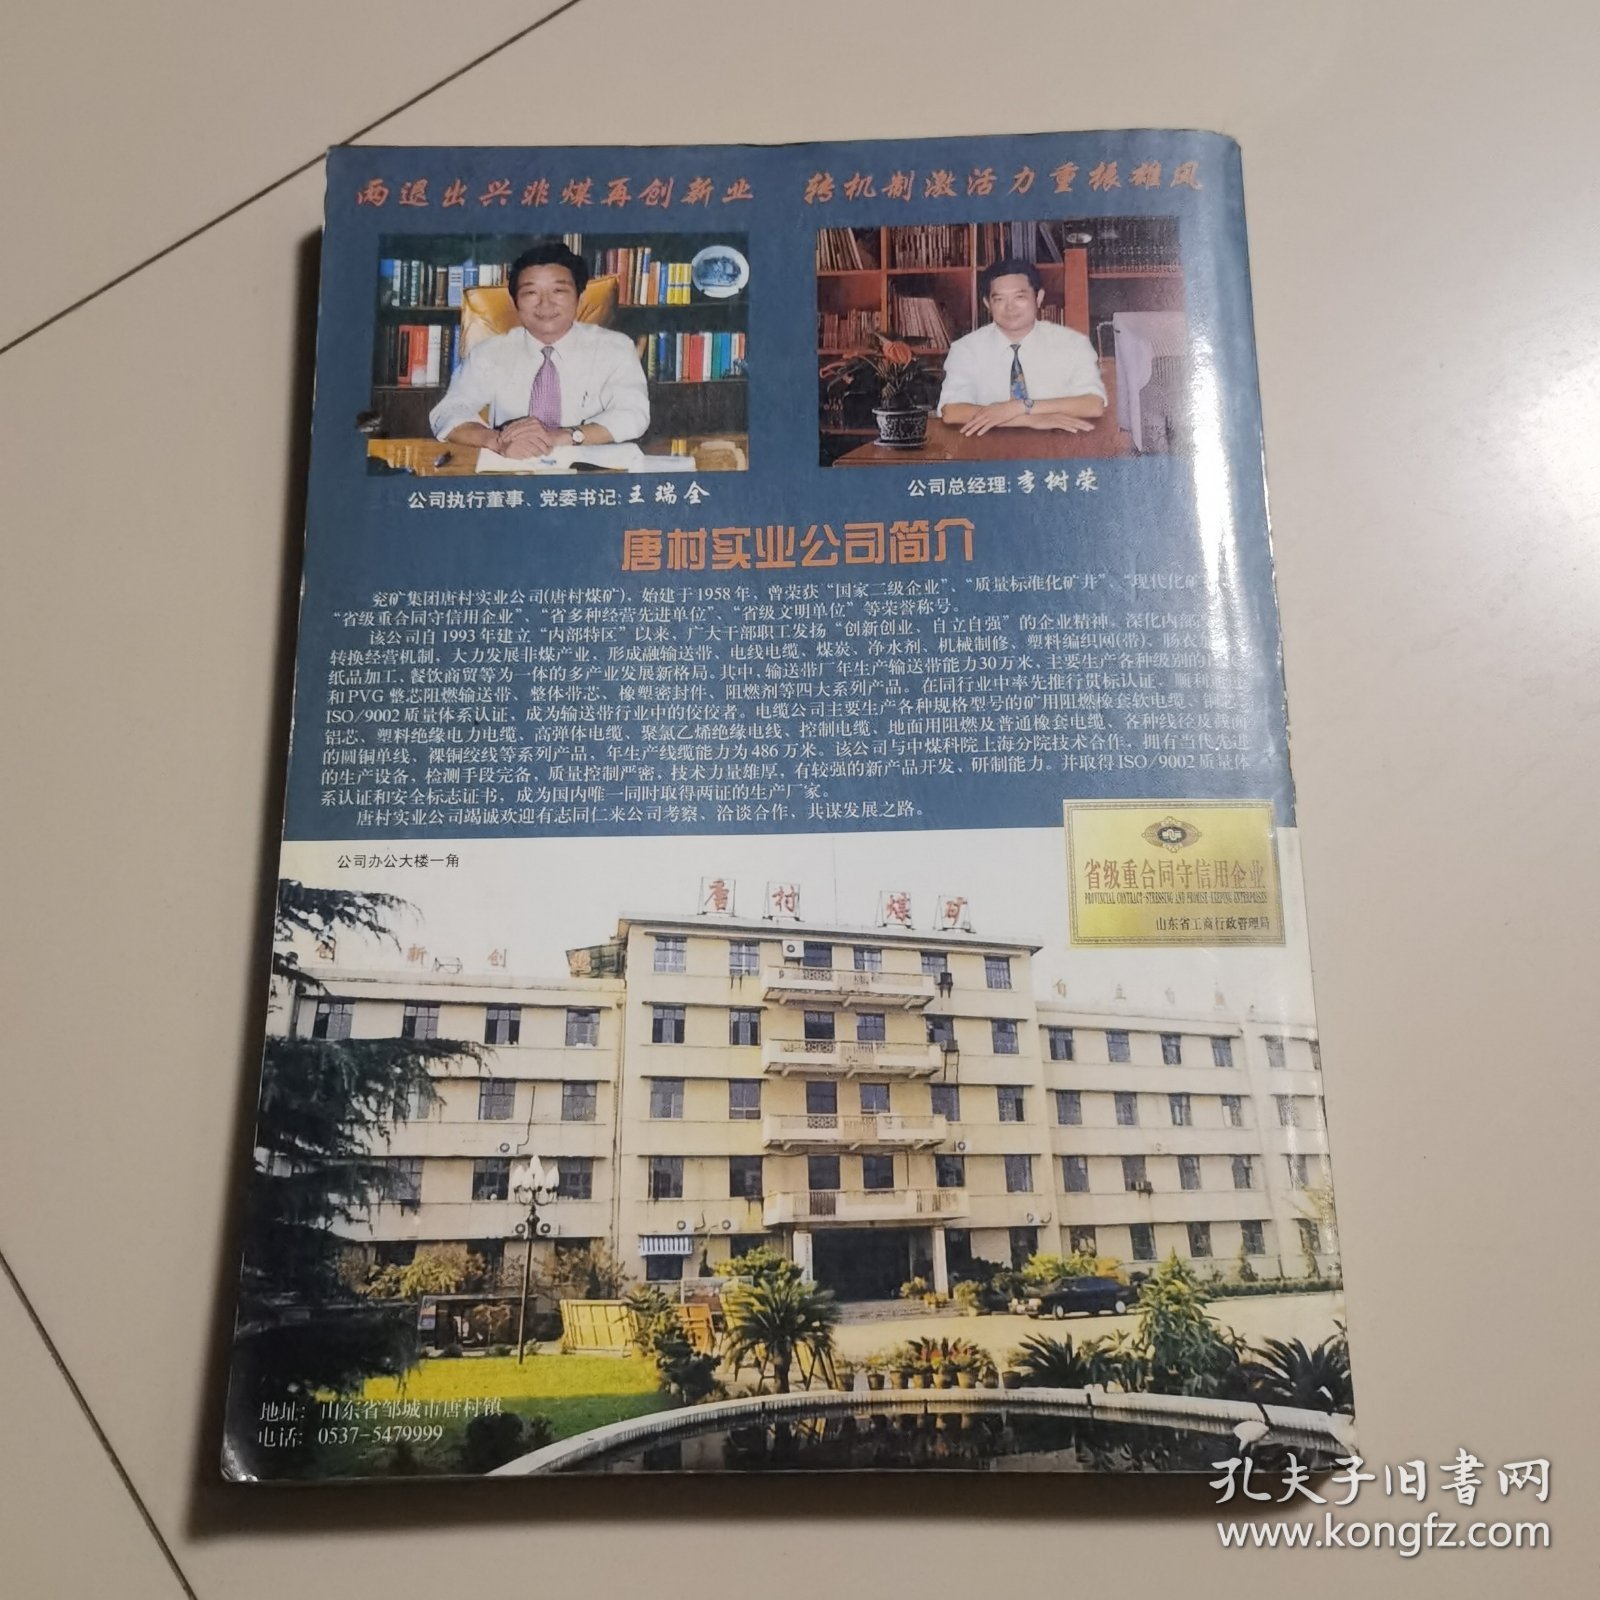 两退出兴非煤再创新业 转机制激活力重振雄风
公司执行董事、党委书记: 王瑞全
公司总经理: 李树荣
唐村实业公司简介
兖矿集团唐村实业公司(唐村煤矿), 始建于1958年, 曾荣获“国家二级企业”、“质量标准化矿井”、“现代化矿
“省级重合同守信用企业”、“省多种经营先进单位”、“省级文明单位”等荣誉称号。
该公司自1993年建立“内部特区”以来, 广大干部职工发扬“创新创业、自立自强”的企业精神, 深化内部
转换经营机制, 大力发展非煤产业, 形成融输送带、电线电缆、煤炭、净水剂、机械制修、塑料编织网(带)、肠衣
纸品加工、餐饮商贸等为一体的多产业发展新格局。其中, 输送带厂年生产输送带能力30万米, 主要生产各种级别的
和PVG整芯阻燃输送带、整体带芯、橡塑密封件、阻燃剂等四大系列产品。在同行业中率先推行贯标认证, 顺利
ISO/9002质量体系认证, 成为输送带行业中的佼佼者。电缆公司主要生产各种规格型号的矿用阻燃橡套软电缆、铜芯
铝芯、塑料绝缘电力电缆、高弹体电缆、聚氯乙烯绝缘电线、控制电缆、地面用阻燃及普通橡套电缆、各种线径及截面
的圆铜单线、裸铜绞线等系列产品, 年生产线缆能力为486万米。该公司与中煤科院上海分院技术合作, 拥有当代先进
的生产设备, 检测手段完备, 质量控制严密, 技术力量雄厚, 有较强的新产品开发、研制能力。并取得ISO/9002质量体
系认证和安全标志证书, 成为国内唯一同时取得两证的生产厂家。
唐村实业公司竭诚欢迎有志同仁来公司考察、洽谈合作, 共谋发展之路。
公司办公大楼一角
省级重合同守信用企业
PROVINCIAL CONTRACT-STRESSING AND PROMISE-KEEPING ENTERPRISES
山东省工商行政管理局
唐村煤矿
创新创业
自立自强
地址: 山东省邹城市唐村镇
电话: 0537-5479999
孔夫子旧书网
www.kongfz.com